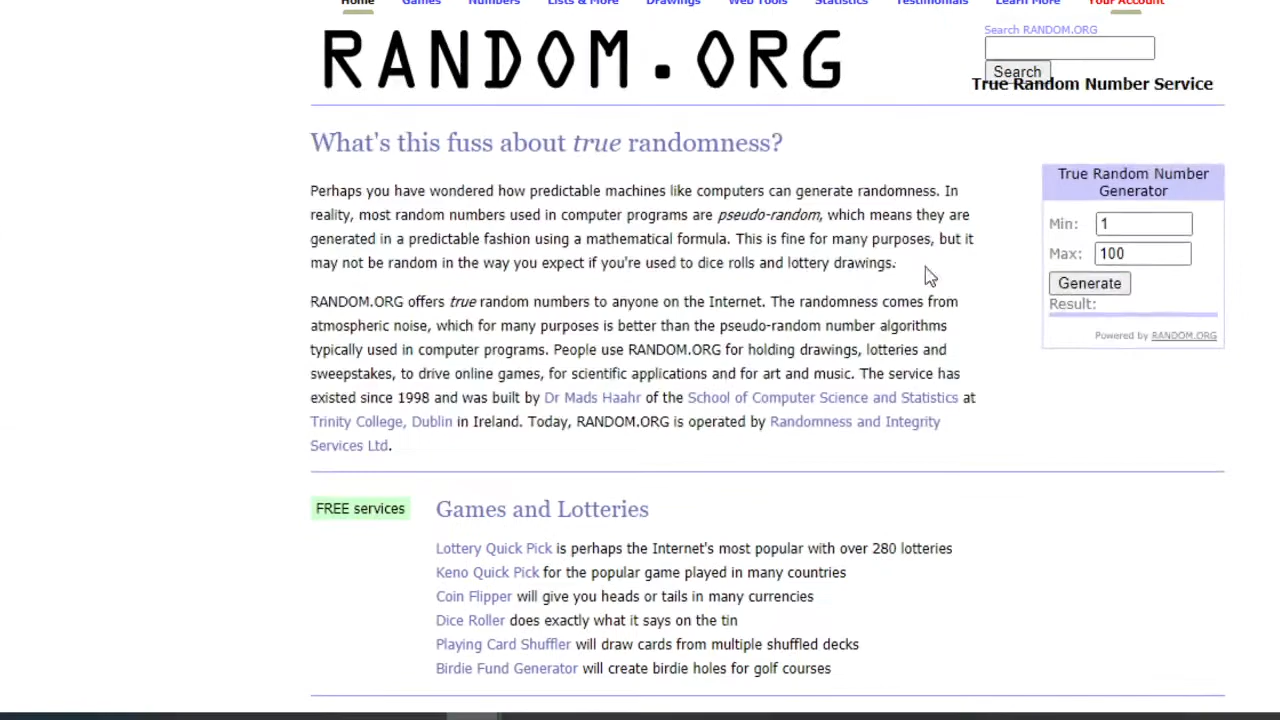 Home Games Numbers Lists & More Drawings Web Tools Statistics Testimonials Learn More Your Account
RANDOM.ORG
Search RANDOM.ORG
Search
True Random Number Service
What's this fuss about true randomness?
Perhaps you have wondered how predictable machines like computers can generate randomness. In
reality, most random numbers used in computer programs are pseudo-random, which means they are
generated in a predictable fashion using a mathematical formula. This is fine for many purposes, but it
may not be random in the way you expect if you're used to dice rolls and lottery drawings.
RANDOM.ORG offers true random numbers to anyone on the Internet. The randomness comes from
atmospheric noise, which for many purposes is better than the pseudo-random number algorithms
typically used in computer programs. People use RANDOM.ORG for holding drawings, lotteries and
sweepstakes, to drive online games, for scientific applications and for art and music. The service has
existed since 1998 and was built by Dr Mads Haahr of the School of Computer Science and Statistics at
Trinity College, Dublin in Ireland. Today, RANDOM.ORG is operated by Randomness and Integrity
Services Ltd.
True Random Number
Generator
Min: 1
Max: 100
Generate
Result:
Powered by RANDOM.ORG
FREE services
Games and Lotteries
Lottery Quick Pick is perhaps the Internet's most popular with over 280 lotteries
Keno Quick Pick for the popular game played in many countries
Coin Flipper will give you heads or tails in many currencies
Dice Roller does exactly what it says on the tin
Playing Card Shuffler will draw cards from multiple shuffled decks
Birdie Fund Generator will create birdie holes for golf courses